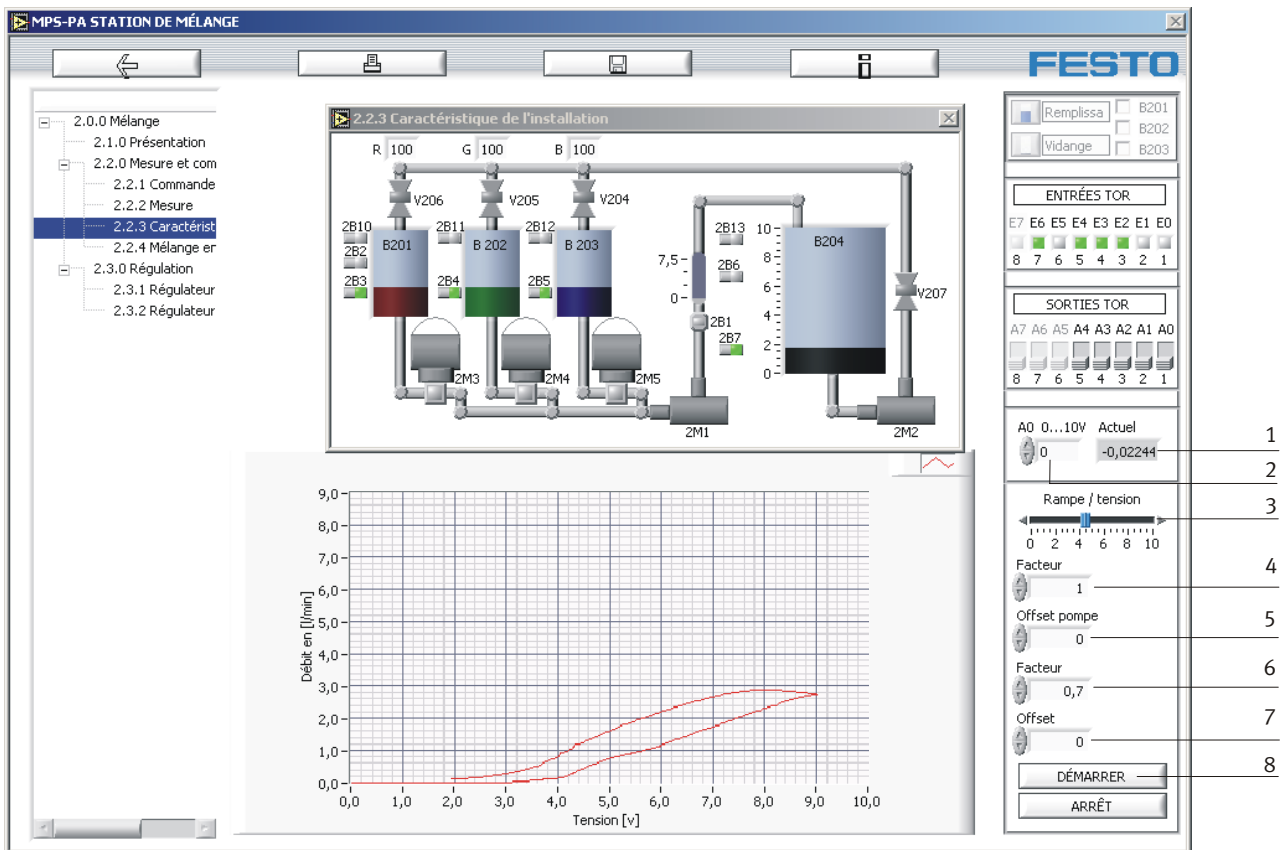 MPS-PA STATION DE MÉLANGE
FESTO
2.0.0 Mélange
2.1.0 Présentation
2.2.0 Mesure et com
2.2.1 Commande
2.2.2 Mesure
2.2.3 Caractérist
2.2.4 Mélange er
2.3.0 Régulation
2.3.1 Régulateur
2.3.2 Régulateur
2.2.3 Caractéristique de l'installation
R 100 G 100 B 100
V206 V205 V204
2B10 2B11 2B12 2B13
B201 B 202 B 203 B204
2B2 2B6
2B3 2B4 2B5
7,5
0
10
8
6
4
2
0
V207
2B1
2B7
2M3 2M4 2M5
2M1 2M2
9,0
8,0
7,0
6,0
5,0
4,0
3,0
2,0
1,0
0,0
Débit en [l/min]
0,0 1,0 2,0 3,0 4,0 5,0 6,0 7,0 8,0 9,0 10,0
Tension [v]
Remplissa B201
B202
Vidange B203
ENTRÉES TOR
E7 E6 E5 E4 E3 E2 E1 E0
8 7 6 5 4 3 2 1
SORTIES TOR
A7 A6 A5 A4 A3 A2 A1 A0
8 7 6 5 4 3 2 1
A0 0...10V Actuel
0 -0,02244
Rampe / tension
0 2 4 6 8 10
Facteur
1
Offset pompe
0
Facteur
0,7
Offset
0
DÉMARRER
ARRÊT
1
2
3
4
5
6
7
8